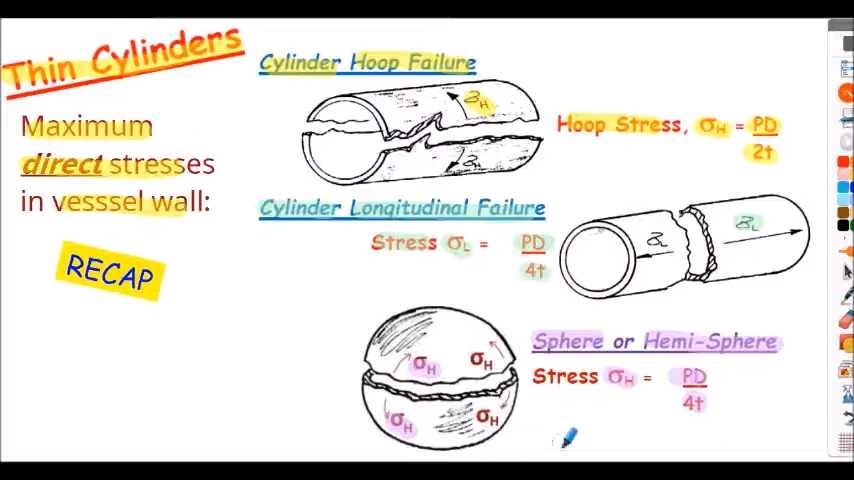 Thin Cylinders
Maximum
direct stresses
in vesssel wall:
RECAP
Cylinder Hoop Failure
σH
σH
Hoop Stress, σH = PD
2t
Cylinder Longitudinal Failure
Stress σL = PD
4t
σL
σL
Sphere or Hemi-Sphere
Stress σH = PD
4t
σH σH
σH σH